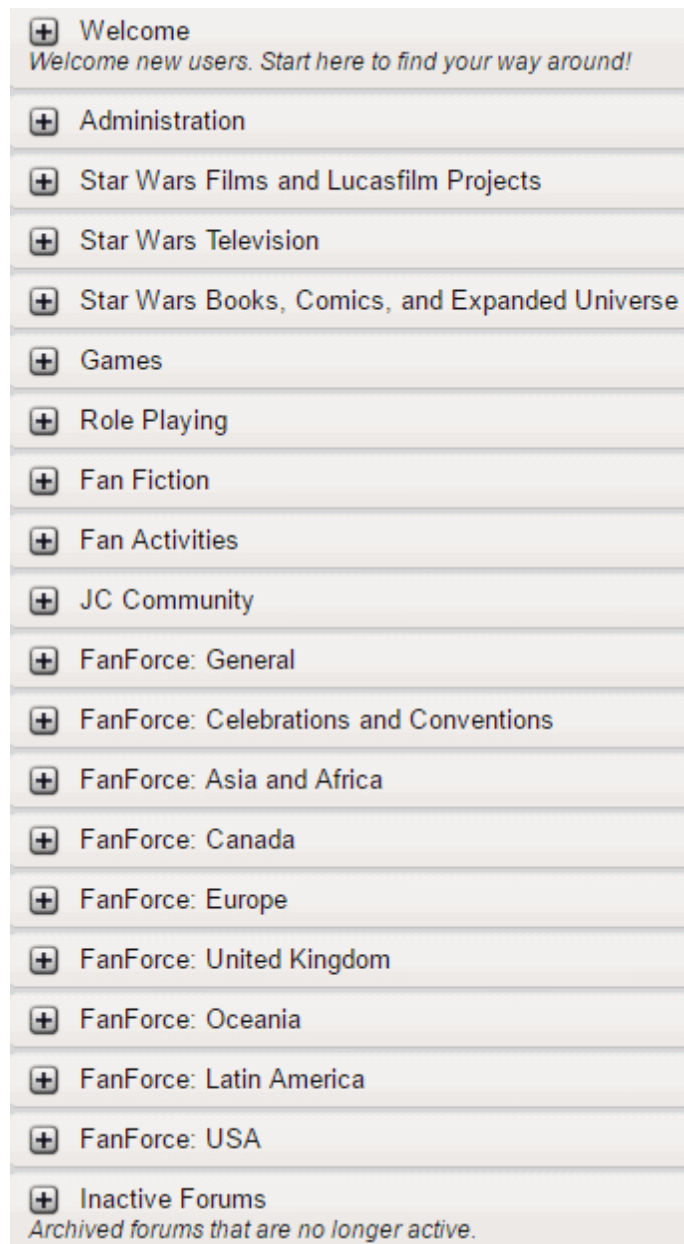 Welcome
Welcome new users. Start here to find your way around!
Administration
Star Wars Films and Lucasfilm Projects
Star Wars Television
Star Wars Books, Comics, and Expanded Universe
Games
Role Playing
Fan Fiction
Fan Activities
JC Community
FanForce: General
FanForce: Celebrations and Conventions
FanForce: Asia and Africa
FanForce: Canada
FanForce: Europe
FanForce: United Kingdom
FanForce: Oceania
FanForce: Latin America
FanForce: USA
Inactive Forums
Archived forums that are no longer active.